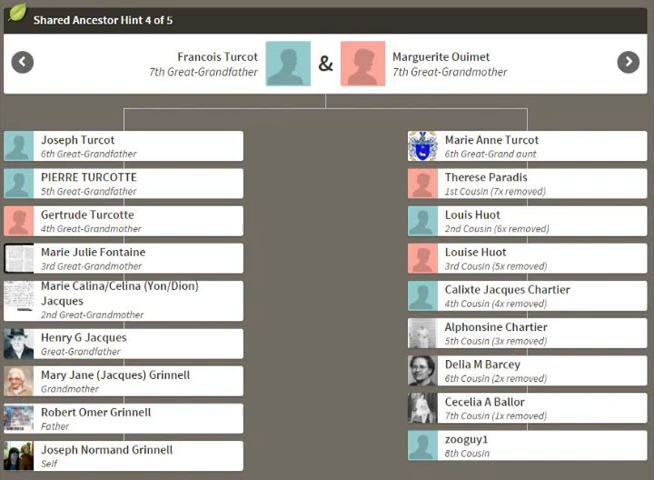 Shared Ancestor Hint 4 of 5
Francois Turcot
7th Great-Grandfather
&
Marguerite Ouimet
7th Great-Grandmother
Joseph Turcot
6th Great-Grandfather
PIERRE TURCOTTE
5th Great-Grandfather
Gertrude Turcotte
4th Great-Grandmother
Marie Julie Fontaine
3rd Great-Grandmother
Marie Calina/Celina (Yon/Dion)
Jacques
2nd Great-Grandmother
Henry G Jacques
Great-Grandfather
Mary Jane (Jacques) Grinnell
Grandmother
Robert Omer Grinnell
Father
Joseph Normand Grinnell
Self
Marie Anne Turcot
6th Great-Grand aunt
Therese Paradis
1st Cousin (7x removed)
Louis Huot
2nd Cousin (6x removed)
Louise Huot
3rd Cousin (5x removed)
Calixte Jacques Chartier
4th Cousin (4x removed)
Alphonsine Chartier
5th Cousin (3x removed)
Delia M Barcey
6th Cousin (2x removed)
Cecelia A Ballor
7th Cousin (1x removed)
zooguy1
8th Cousin